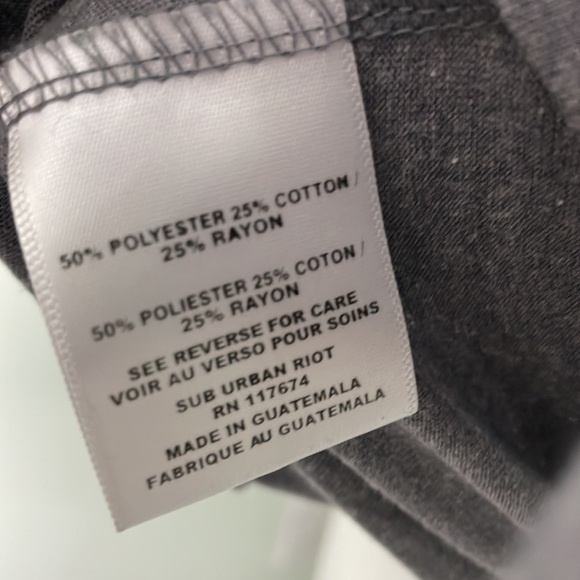 50% POLYESTER 25% COTTON /
25% RAYON
50% POLIESTER 25% COTON /
25% RAYON
SEE REVERSE FOR CARE
VOIR AU VERSO POUR SOINS
SUB URBAN RIOT
RN 117674
MADE IN GUATEMALA
FABRIQUE AU GUATEMALA